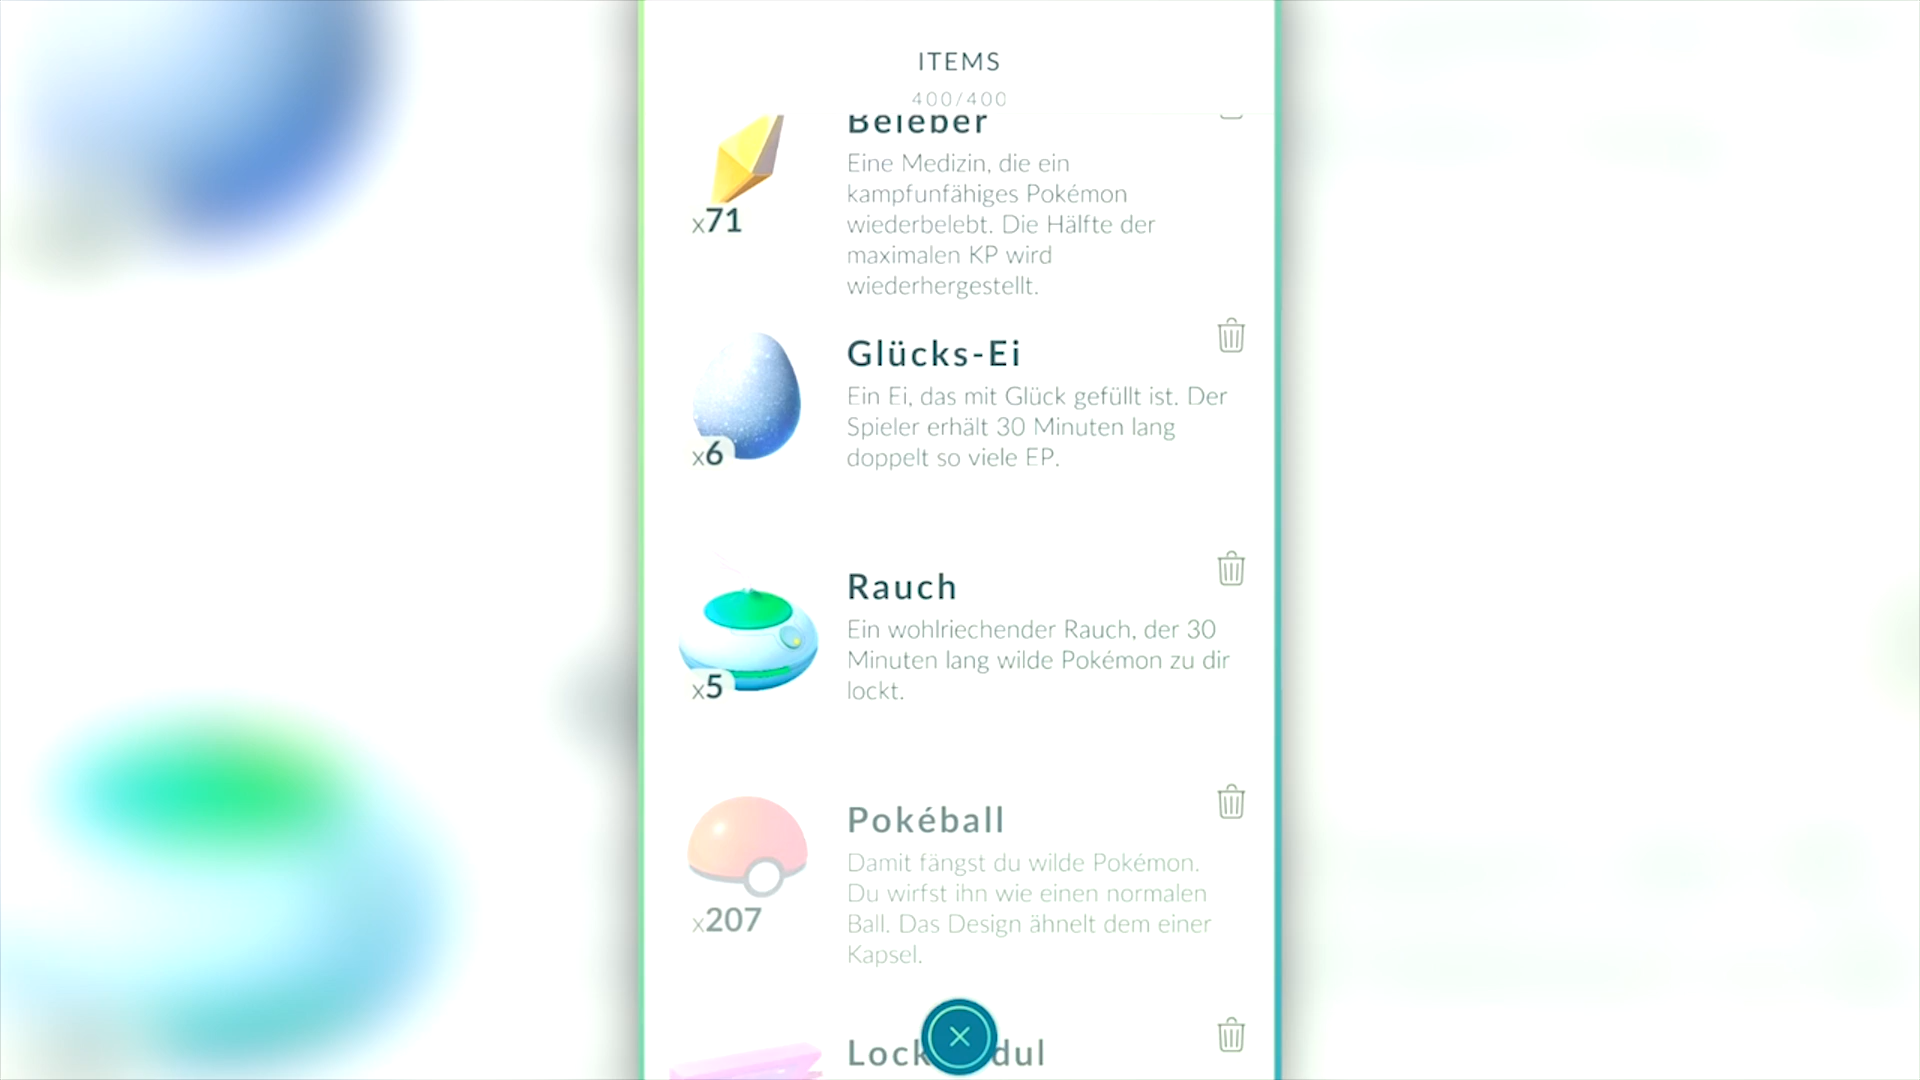 ITEMS
400/400
Beleber
Eine Medizin, die ein
kampfunfähiges Pokémon
wiederbelebt. Die Hälfte der
maximalen KP wird
wiederhergestellt.
x71
Glücks-Ei
Ein Ei, das mit Glück gefüllt ist. Der
Spieler erhält 30 Minuten lang
doppelt so viele EP.
x6
Rauch
Ein wohlriechender Rauch, der 30
Minuten lang wilde Pokémon zu dir
lockt.
x5
Pokéball
Damit fängst du wilde Pokémon.
Du wirfst ihn wie einen normalen
Ball. Das Design ähnelt dem einer
Kapsel.
x207